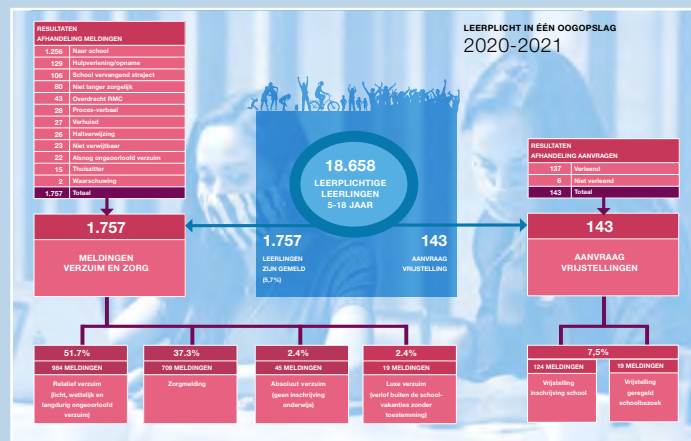 LEERPLICHT IN ÉÉN OOGOPSLAG
2020-2021
RESULTATEN
AFHANDELING MELDINGEN
1.256 Naar school
129 Hulpverlening/opname
106 School vervangend straject
80 Niet langer zorgelijk
43 Overdracht RMC
28 Proces-verbaal
27 Verhuisd
26 Haltverwijzing
23 Niet verwijtbaar
22 Alsnog ongeoorloofd verzuim
15 Thuiszitter
2 Waarschuwing
1.757 Totaal
18.658
LEERPLICHTIGE
LEERLINGEN
5-18 JAAR
RESULTATEN
AFHANDELING AANVRAGEN
137 Verleend
6 Niet verleend
143 Totaal
1.757
MELDINGEN
VERZUIM EN ZORG
1.757
LEERLINGEN
ZIJN GEMELD
(5,7%)
143
AANVRAAG
VRIJSTELLING
143
AANVRAAG
VRIJSTELLINGEN
51.7%
984 MELDINGEN
Relatief verzuim
(licht, wettelijk en
langdurig ongeoorloofd
verzuim)
37.3%
709 MELDINGEN
Zorgmelding
2.4%
45 MELDINGEN
Absoluut verzuim
(geen inschrijving
onderwijs)
2.4%
19 MELDINGEN
Luxe verzuim
(verlof buiten de school-
vakanties zonder
toestemming)
7,5%
124 MELDINGEN
Vrijstelling
inschrijving school
19 MELDINGEN
Vrijstelling
geregeld
schoolbezoek